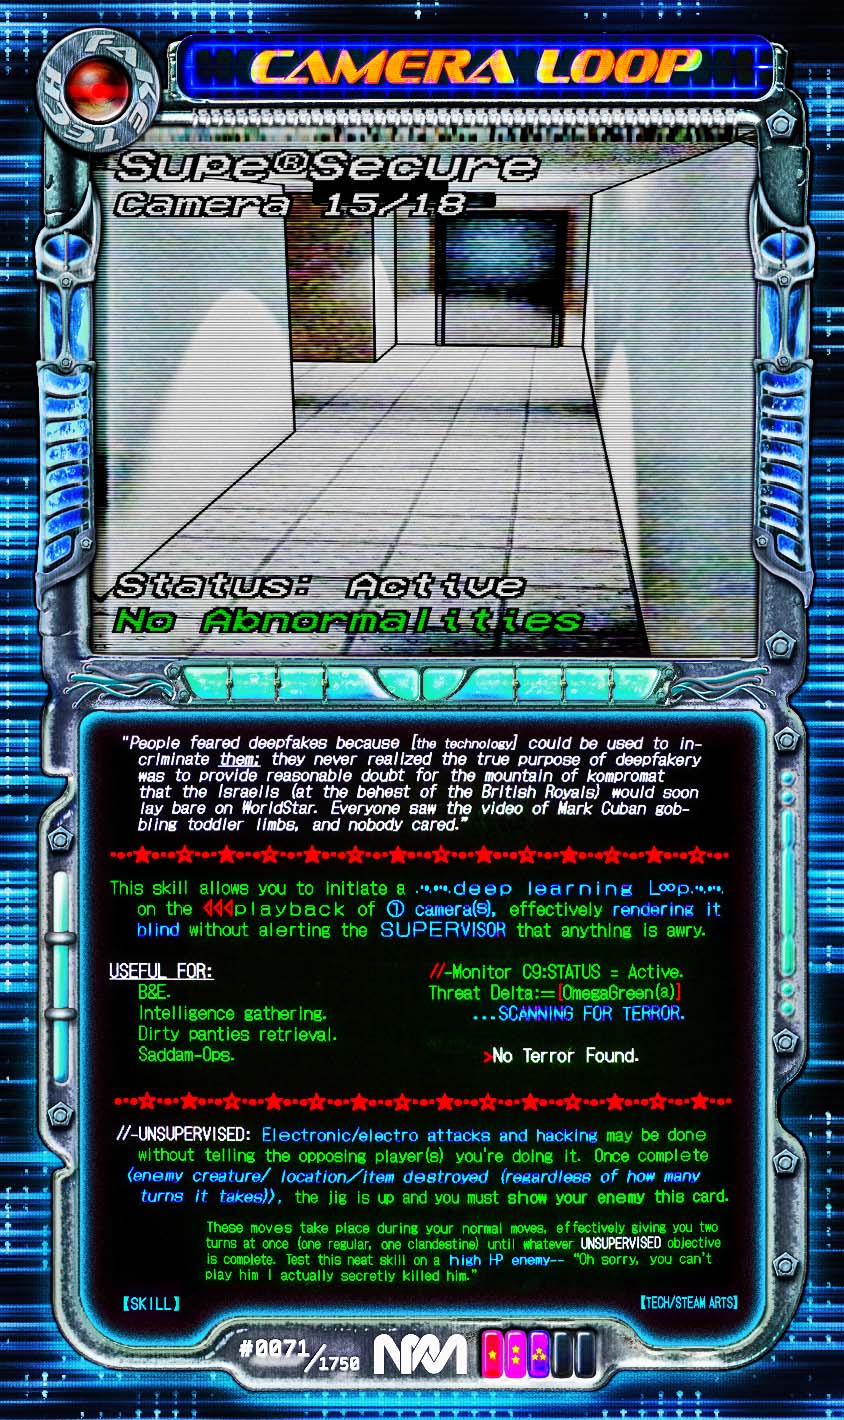 FAKE TECH
CAMERA LOOP
Supe®Secure
Camera 15/18
Status: Active
No Abnormalities
"People feared deepfakes because [the technology] could be used to in-
criminate them: they never realized the true purpose of deepfakery
was to provide reasonable doubt for the mountain of kompromat
that the Israelis (at the behest of the British Royals) would soon
lay bare on WorldStar. Everyone saw the video of Mark Cuban gob-
bling toddler limbs, and nobody cared."
This skill allows you to initiate a .•,.•..deep learning L∞p.•,.•,.
on the ⏴⏴⏴playback of ① camera(s), effectively rendering it
blind without alerting the SUPERVISOR that anything is awry.
USEFUL FOR:
B&E.
Intelligence gathering.
Dirty panties retrieval.
Saddam-Ops.
//-Monitor C9:STATUS = Active.
Threat Delta:=[OmegaGreen(a)]
...SCANNING FOR TERROR.
>No Terror Found.
//-UNSUPERVISED: Electronic/electro attacks and hacking may be done
without telling the opposing player(s) you're doing it. Once complete
(enemy creature/ location/item destroyed (regardless of how many
turns it takes)), the jig is up and you must show your enemy this card.
These moves take place during your normal moves, effectively giving you two
turns at once (one regular, one clandestine) until whatever UNSUPERVISED objective
is complete. Test this neat skill on a high HP enemy-- "Oh sorry, you can't
play him I actually secretly killed him."
[SKILL]
[TECH/STEAM ARTS]
#0071/1750
NM